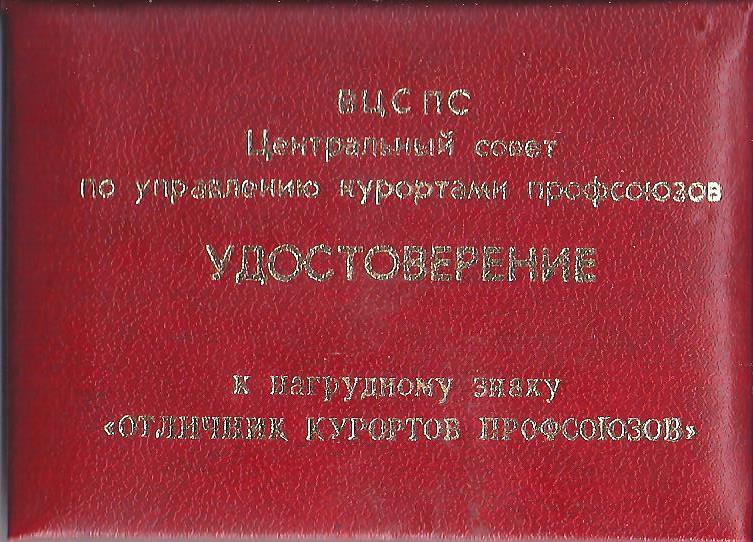 ВЦСПС
Центральный совет
по управлению курортами профсоюзов
УДОСТОВЕРЕНИЕ
к нагрудному знаку
«ОТЛИЧНИК КУРОРТОВ ПРОФСОЮЗОВ»